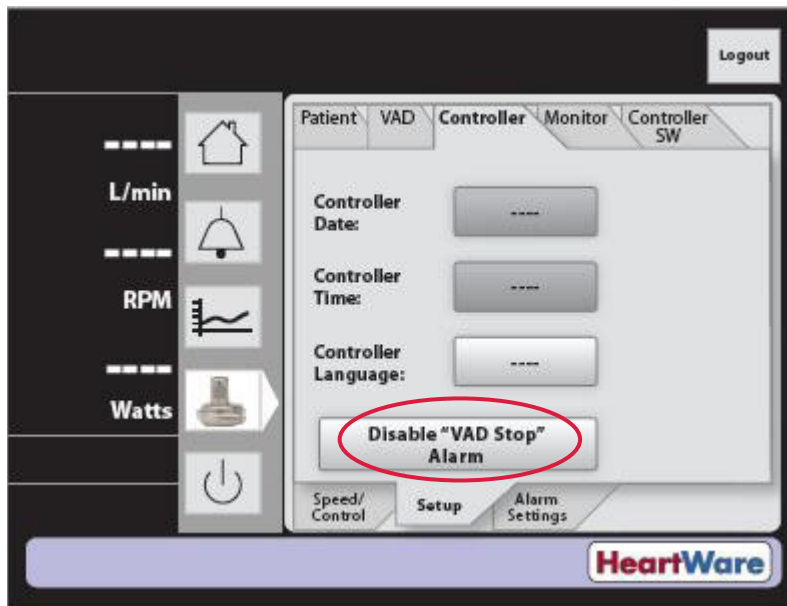 Logout
Patient VAD Controller Monitor Controller SW
----
L/min
----
RPM
----
Watts
Controller
Date:
----
Controller
Time:
----
Controller
Language:
----
Disable "VAD Stop"
Alarm
Speed/
Control
Setup
Alarm
Settings
HeartWare